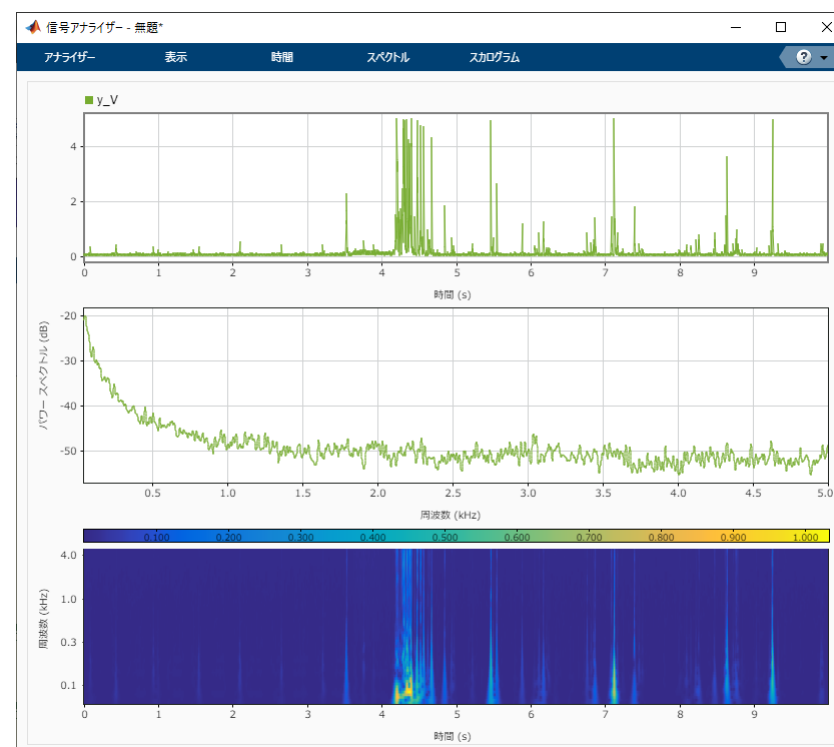 信号アナライザー - 無題*
アナライザー 表示 時間 スペクトル スカログラム ?
y_V
4
2
0
0 1 2 3 4 5 6 7 8 9
時間 (s)
パワー スペクトル (dB)
-20
-30
-40
-50
0.5 1.0 1.5 2.0 2.5 3.0 3.5 4.0 4.5 5.0
周波数 (kHz)
0.100 0.200 0.300 0.400 0.500 0.600 0.700 0.800 0.900 1.000
周波数 (kHz)
4.0
1.0
0.3
0.1
0 1 2 3 4 5 6 7 8 9
時間 (s)